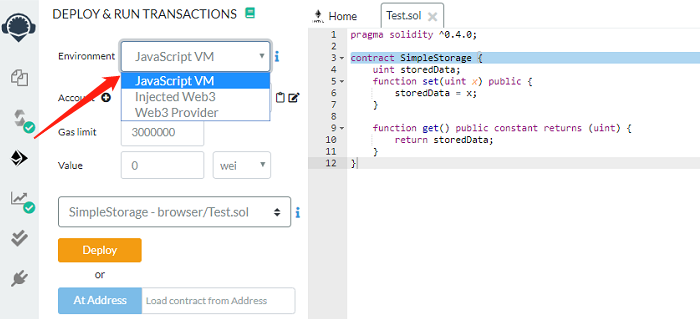 DEPLOY & RUN TRANSACTIONS
Environment
JavaScript VM
JavaScript VM
Injected Web3
Web3 Provider
Account
Gas limit
3000000
Value
0
wei
SimpleStorage - browser/Test.sol
Deploy
or
At Address
Load contract from Address
Home
Test.sol
1 pragma solidity ^0.4.0;
2
3 contract SimpleStorage {
4 uint storedData;
5 function set(uint x) public {
6 storedData = x;
7 }
8
9 function get() public constant returns (uint) {
10 return storedData;
11 }
12 }